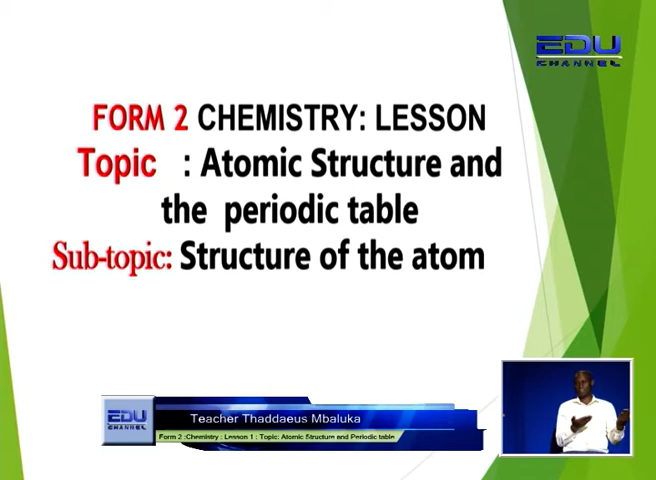 EDU
CHANNEL
FORM 2 CHEMISTRY: LESSON
Topic : Atomic Structure and
the periodic table
Sub-topic: Structure of the atom
EDU
CHANNEL
Teacher Thaddaeus Mbaluka
Form 2 :Chemistry : Lesson 1 : Topic: Atomic Structure and Periodic table